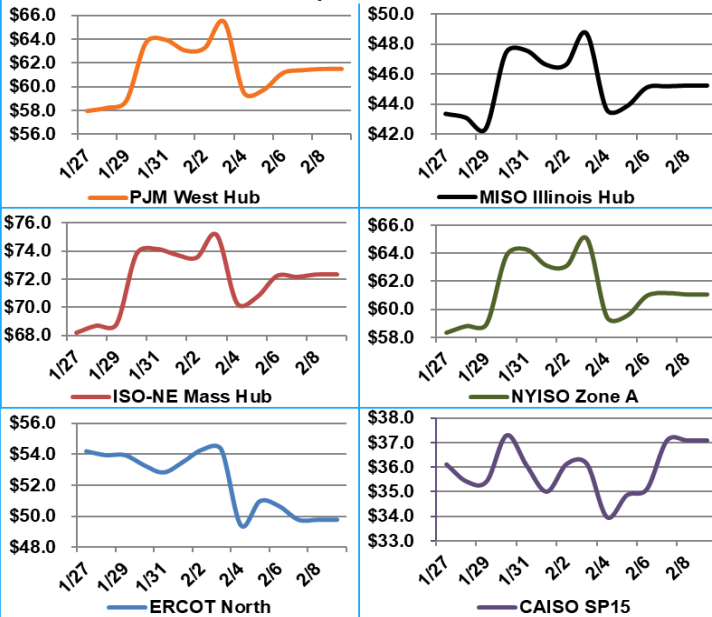 $66.0
$64.0
$62.0
$60.0
$58.0
$56.0
1/27 1/29 1/31 2/2 2/4 2/6 2/8
PJM West Hub
$50.0
$48.0
$46.0
$44.0
$42.0
1/27 1/29 1/31 2/2 2/4 2/6 2/8
MISO Illinois Hub
$76.0
$74.0
$72.0
$70.0
$68.0
1/27 1/29 1/31 2/2 2/4 2/6 2/8
ISO-NE Mass Hub
$66.0
$64.0
$62.0
$60.0
$58.0
1/27 1/29 1/31 2/2 2/4 2/6 2/8
NYISO Zone A
$56.0
$54.0
$52.0
$50.0
$48.0
1/27 1/29 1/31 2/2 2/4 2/6 2/8
ERCOT North
$38.0
$37.0
$36.0
$35.0
$34.0
$33.0
1/27 1/29 1/31 2/2 2/4 2/6 2/8
CAISO SP15